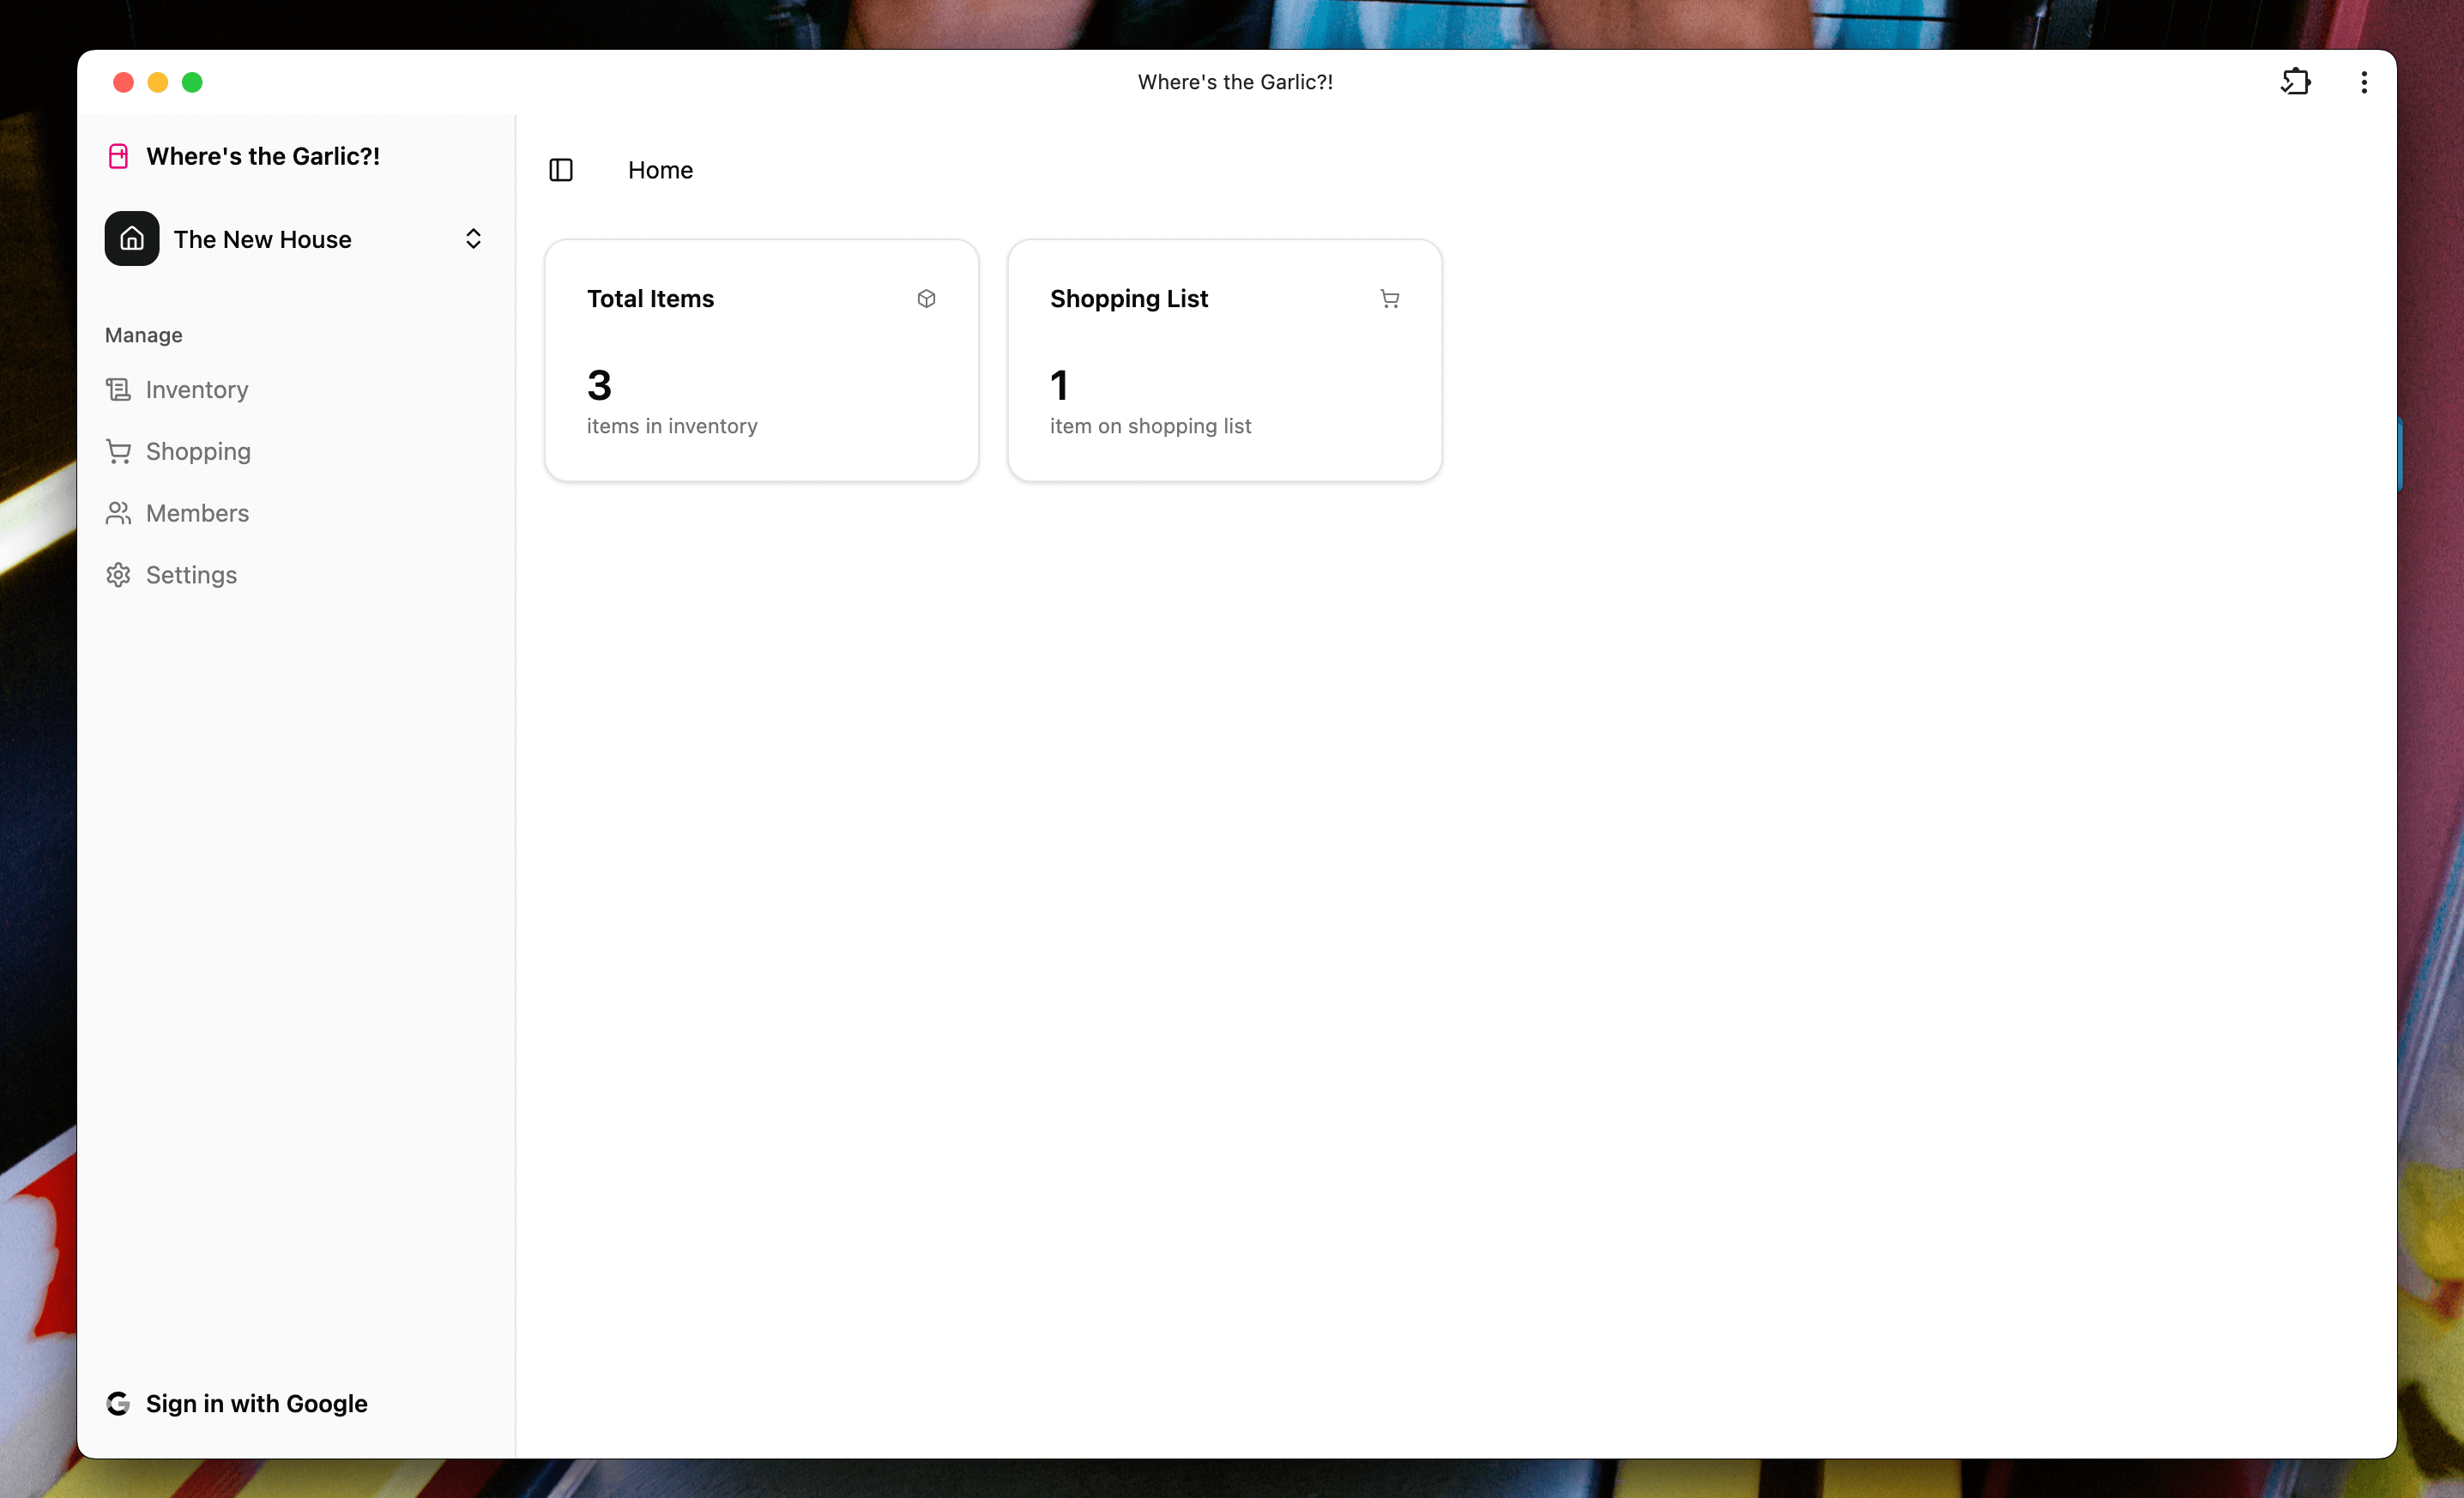 Where's the Garlic?!
Where's the Garlic?!
The New House
Manage
Inventory
Shopping
Members
Settings
Sign in with Google
Home
Total Items
3
items in inventory
Shopping List
1
item on shopping list